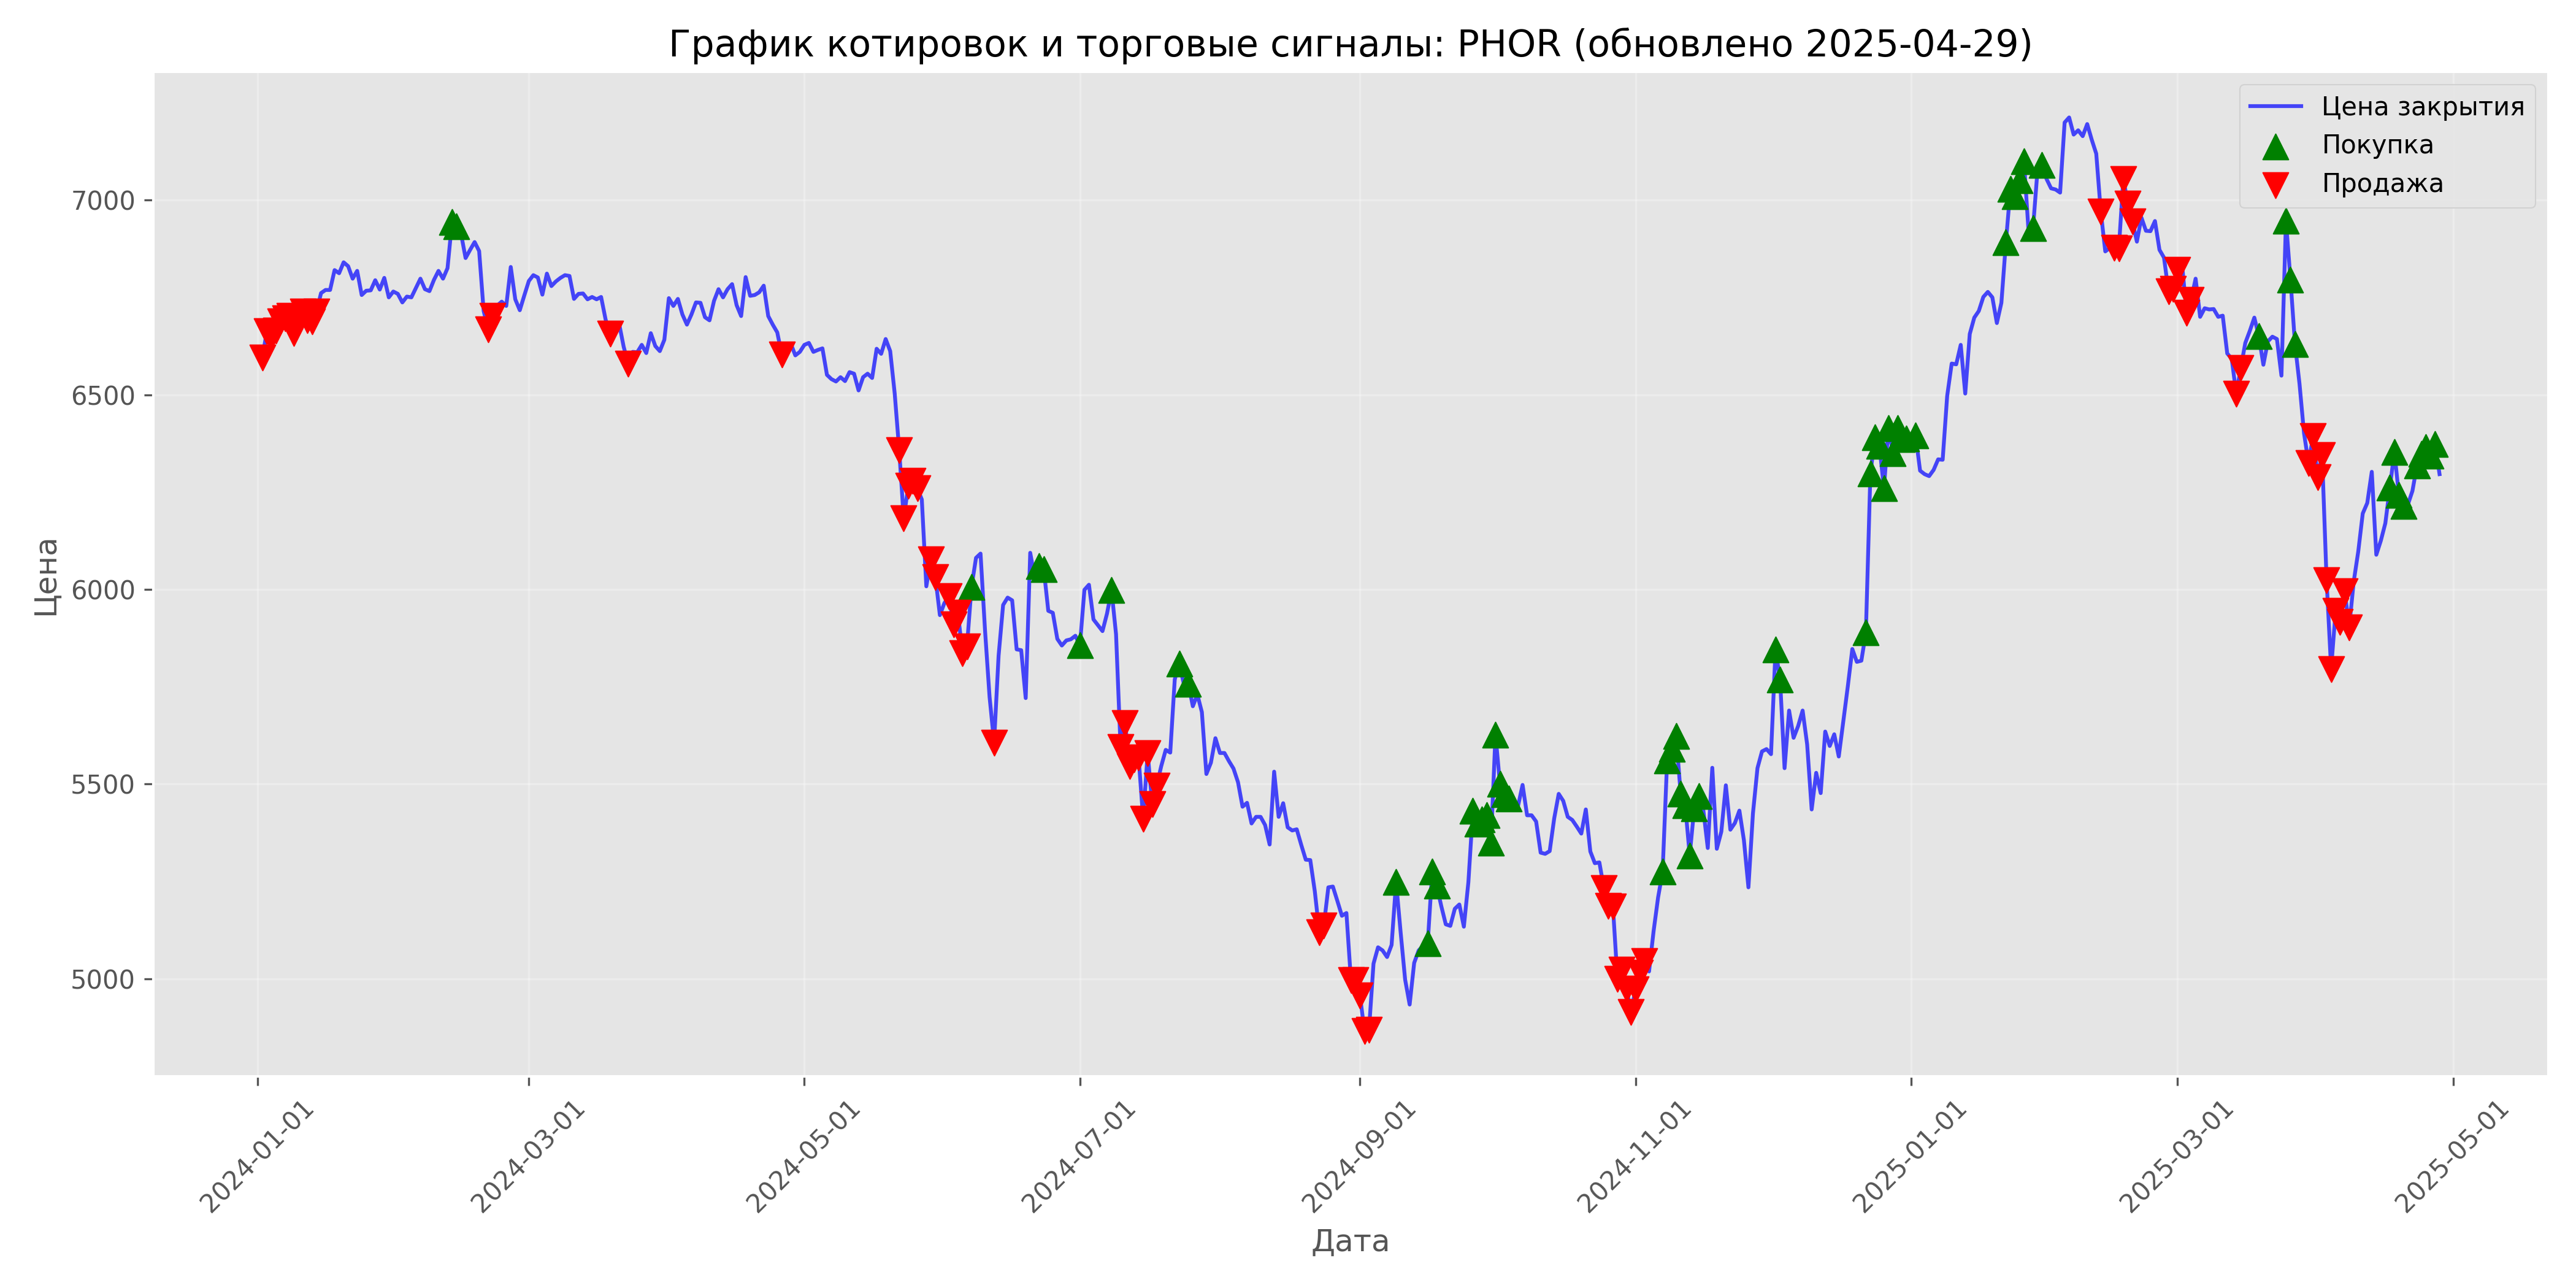 График котировок и торговые сигналы: PHOR (обновлено 2025-04-29)
Цена закрытия
Покупка
Продажа
7000
6500
6000
5500
5000
Цена
2024-01-01
2024-03-01
2024-05-01
2024-07-01
2024-09-01
2024-11-01
2025-01-01
2025-03-01
2025-05-01
Дата